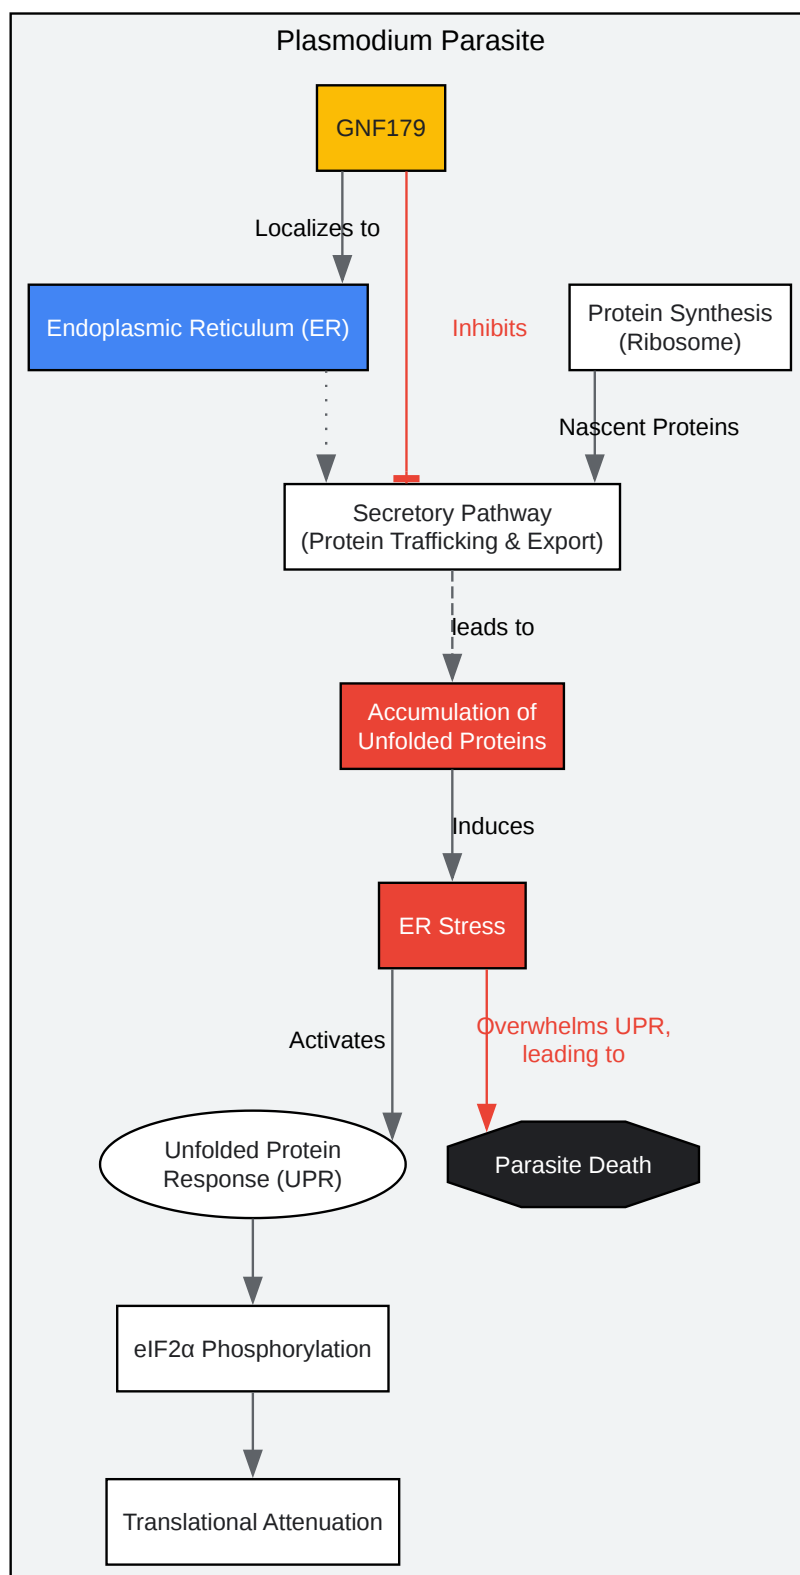 Plasmodium Parasite
GNF179
Localizes to
Endoplasmic Reticulum (ER)
Inhibits
Protein Synthesis
(Ribosome)
Nascent Proteins
Secretory Pathway
(Protein Trafficking & Export)
leads to
Accumulation of
Unfolded Proteins
Induces
ER Stress
Activates
Overwhelms UPR,
leading to
Unfolded Protein
Response (UPR)
Parasite Death
eIF2α Phosphorylation
Translational Attenuation